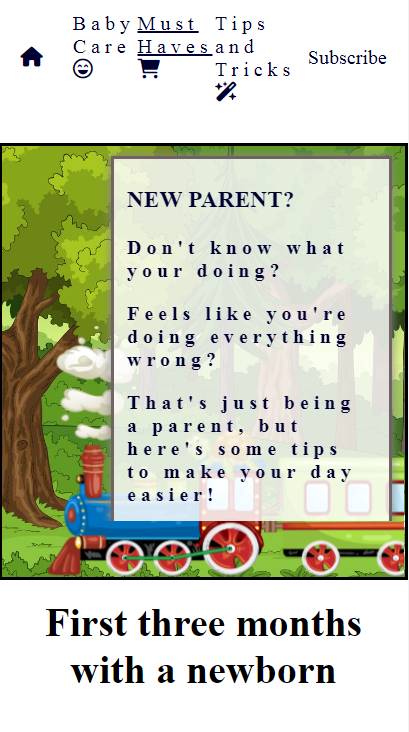 Baby Care
Must Haves
Tips and Tricks
Subscribe
NEW PARENT?
Don't know what
your doing?
Feels like you're
doing everything
wrong?
That's just being
a parent, but
here's some tips
to make your day
easier!
First three months
with a newborn